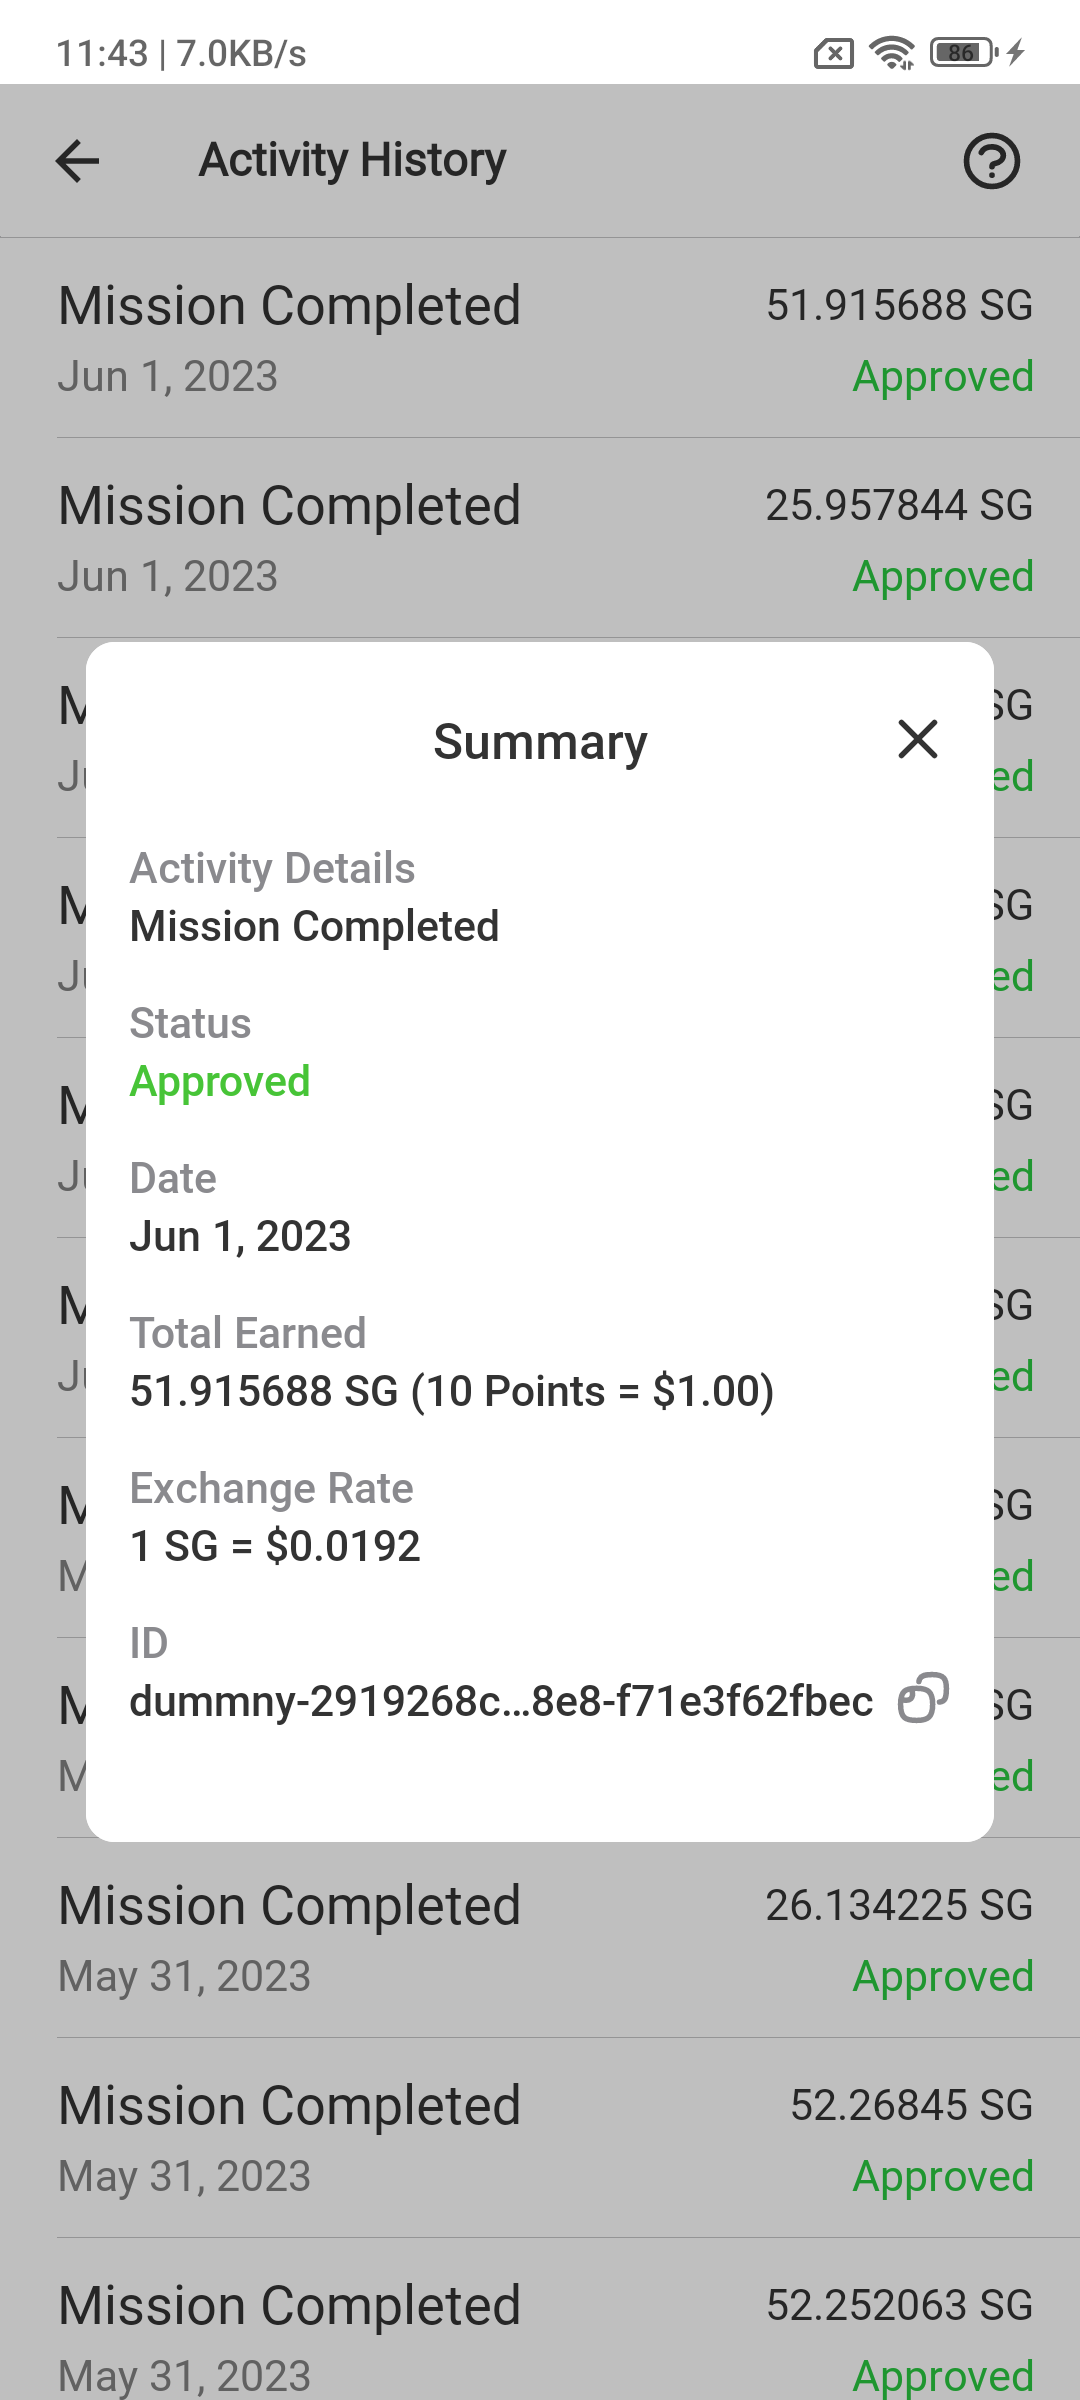 11:43 | 7.0KB/s
86
Activity History
Mission Completed
51.915688 SG
Jun 1, 2023
Approved
Mission Completed
25.957844 SG
Jun 1, 2023
Approved
Summary
Activity Details
Mission Completed
Status
Approved
Date
Jun 1, 2023
Total Earned
51.915688 SG (10 Points = $1.00)
Exchange Rate
1 SG = $0.0192
ID
dummny-2919268c...8e8-f71e3f62fbec
Mission Completed
26.134225 SG
May 31, 2023
Approved
Mission Completed
52.26845 SG
May 31, 2023
Approved
Mission Completed
52.252063 SG
May 31, 2023
Approved